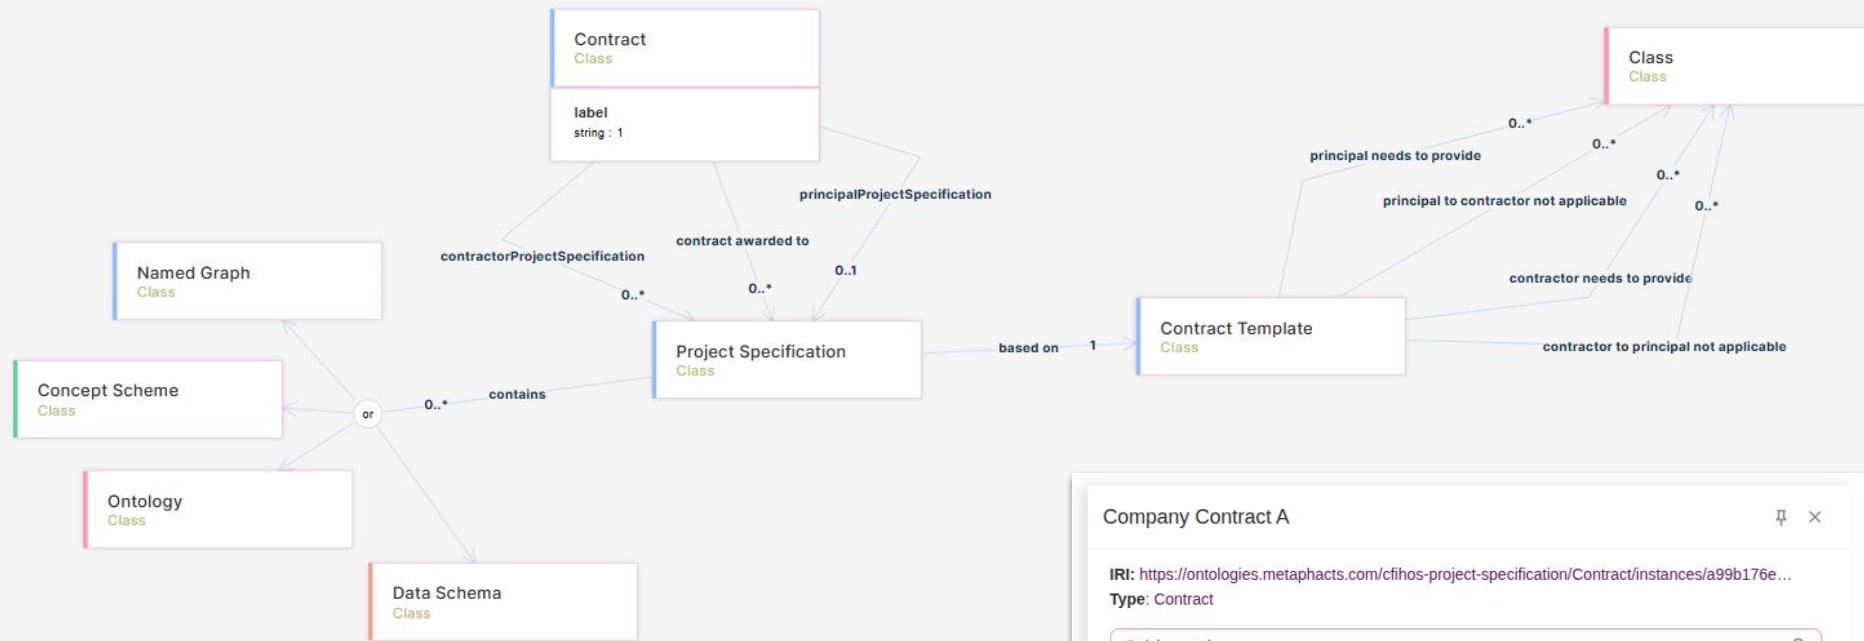 Contract
Class
label
string : 1
Class
Class
0..*
0..*
principal needs to provide
0..*
principalProjectSpecification
principal to contractor not applicable
0..*
contract awarded to
contractorProjectSpecification
0..1
Named Graph
Class
0..*
0..*
contractor needs to provide
Contract Template
Class
Project Specification
Class
based on
1
contractor to principal not applicable
Concept Scheme
Class
contains
0..*
or
Ontology
Class
Data Schema
Class
Company Contract A
IRI: https://ontologies.metaphacts.com/cfihos-project-specification/Contract/instances/a99b176e...
Type: Contract